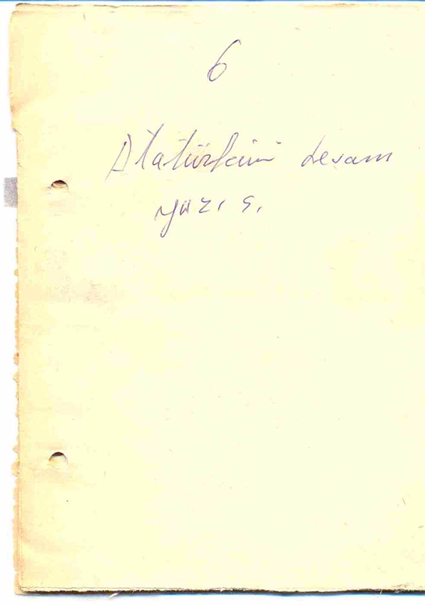 6
Atatürkün devam
yazısı